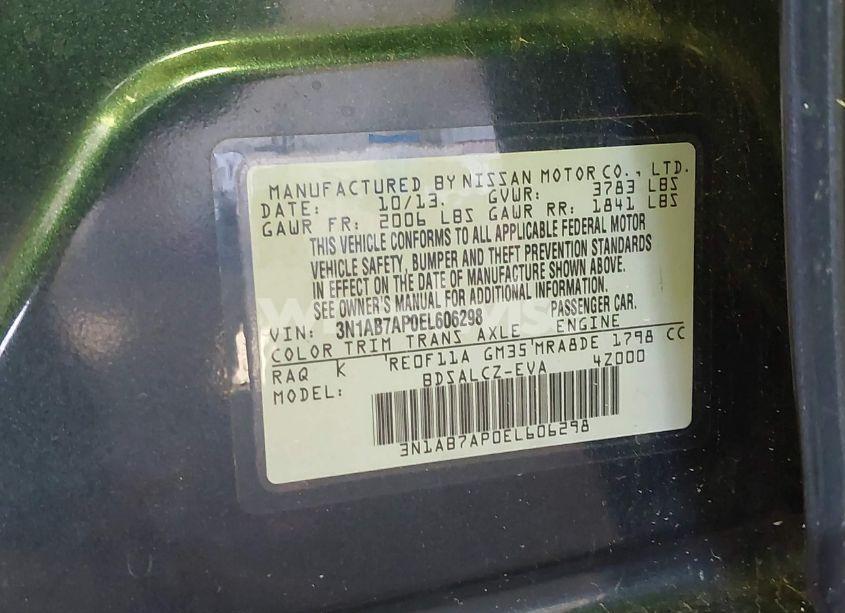 MANUFACTURED BY NISSAN MOTOR CO., LTD.
DATE: 10/13. GVWR: 3783 LBS
GAWR FR: 2006 LBS GAWR RR: 1841 LBS
THIS VEHICLE CONFORMS TO ALL APPLICABLE FEDERAL MOTOR
VEHICLE SAFETY, BUMPER AND THEFT PREVENTION STANDARDS
IN EFFECT ON THE DATE OF MANUFACTURE SHOWN ABOVE.
SEE OWNER'S MANUAL FOR ADDITIONAL INFORMATION.
VIN: 3N1AB7AP0EL606298 PASSENGER CAR.
COLOR TRIM TRANS AXLE ENGINE
RAQ K RE0F11A GM35 MRA8DE 1798 CC
MODEL: BDSALCZ-EVA 4Z000
3N1AB7AP0EL606298